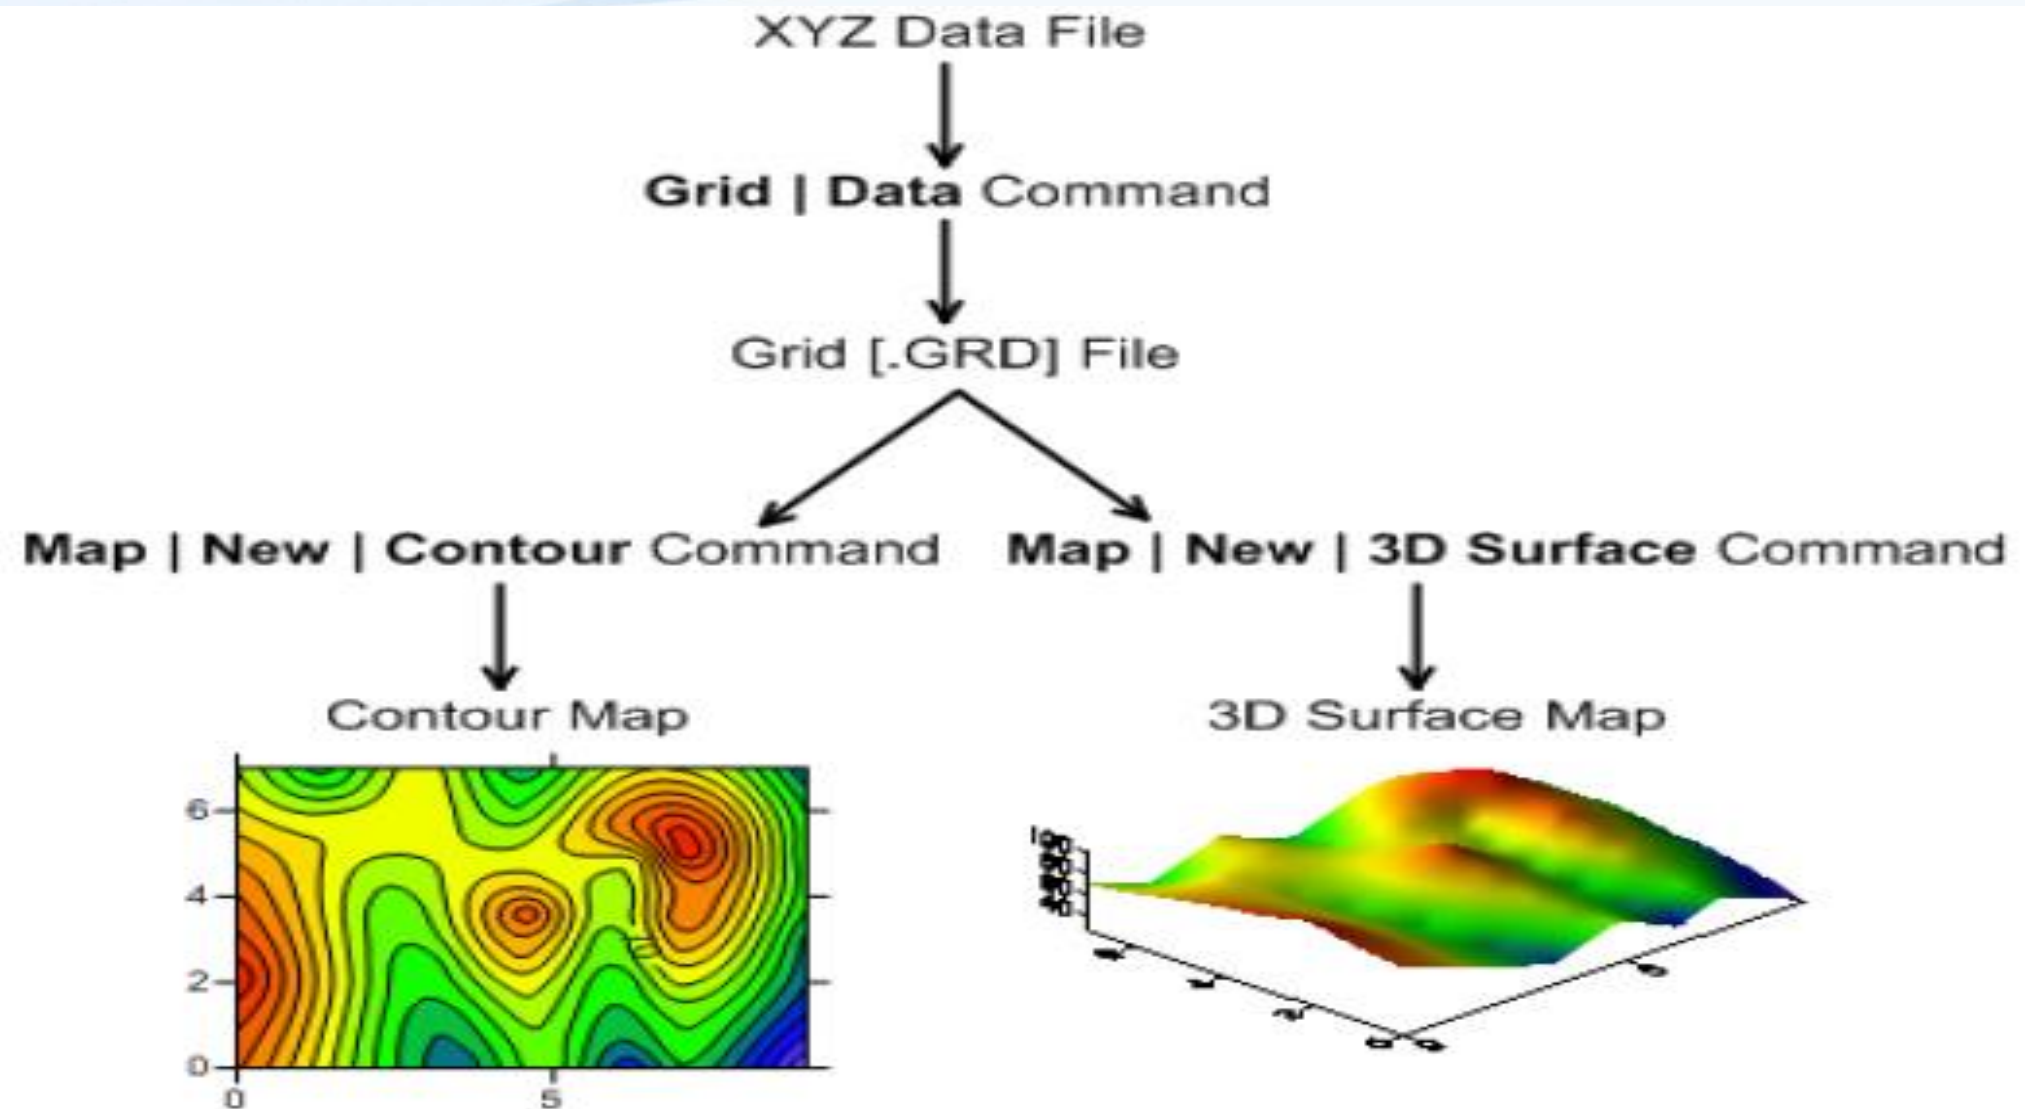 XYZ Data File
Grid | Data Command
Grid [.GRD] File
Map | New | Contour Command
Map | New | 3D Surface Command
Contour Map
3D Surface Map
6
4
2
0
0
5